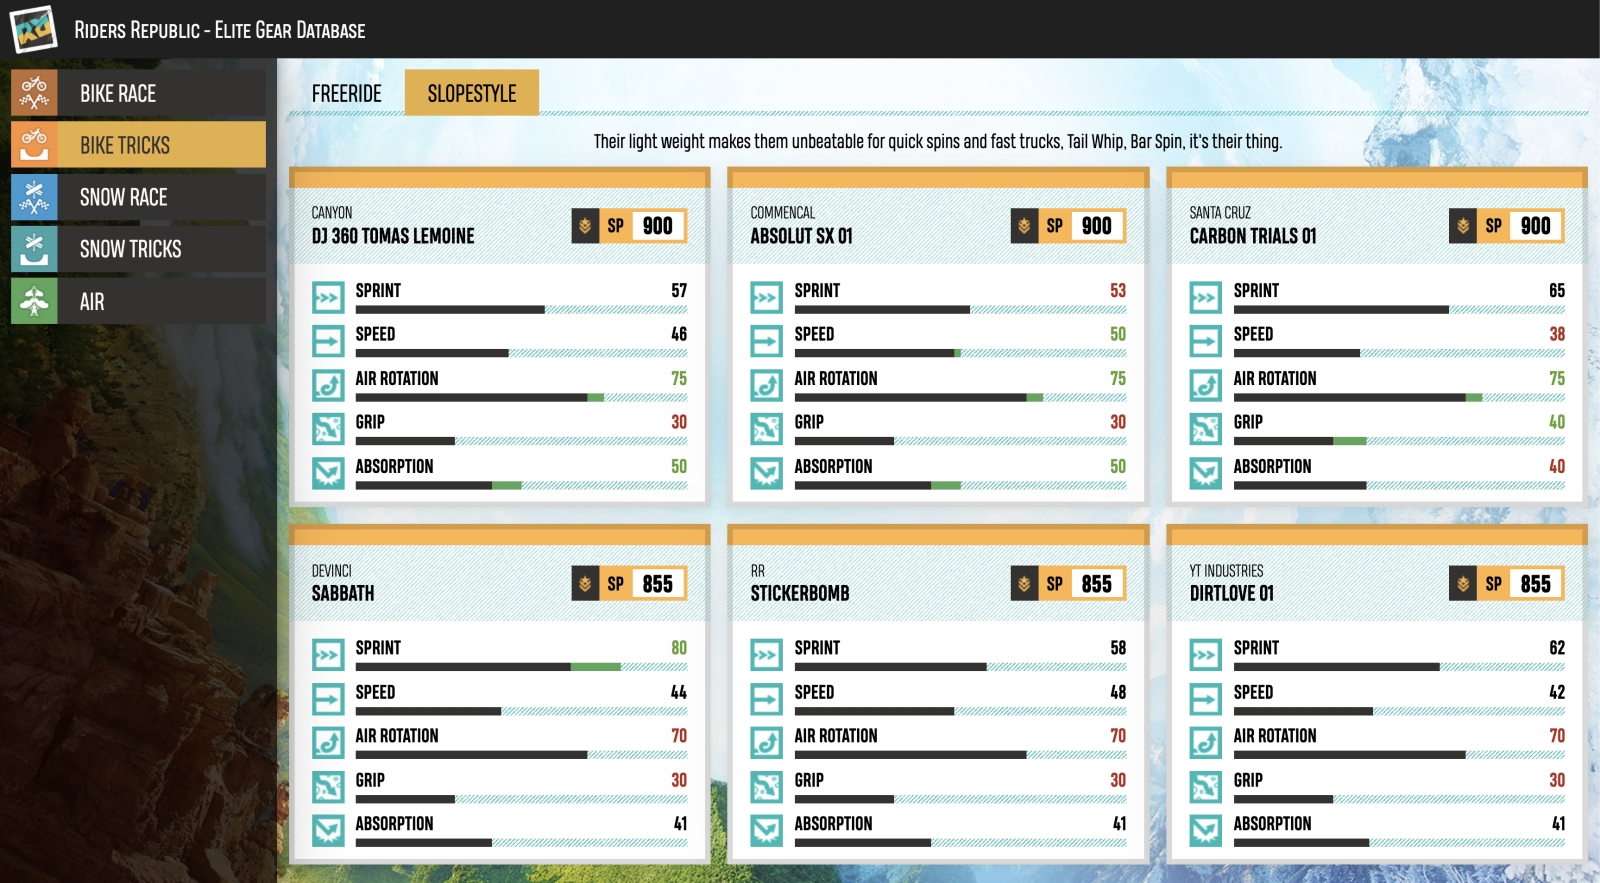 Riders Republic - Elite Gear Database
BIKE RACE
BIKE TRICKS
SNOW RACE
SNOW TRICKS
AIR
FREERIDE
SLOPESTYLE
Their light weight makes them unbeatable for quick spins and fast trucks, Tail Whip, Bar Spin, it's their thing.
CANYON
DJ 360 TOMAS LEMOINE
SP 900
SPRINT 57
SPEED 46
AIR ROTATION 75
GRIP 30
ABSORPTION 50
COMMENCAL
ABSOLUT SX 01
SP 900
SPRINT 53
SPEED 50
AIR ROTATION 75
GRIP 30
ABSORPTION 50
SANTA CRUZ
CARBON TRIALS 01
SP 900
SPRINT 65
SPEED 38
AIR ROTATION 75
GRIP 40
ABSORPTION 40
DEVINCI
SABBATH
SP 855
SPRINT 80
SPEED 44
AIR ROTATION 70
GRIP 30
ABSORPTION 41
RR
STICKERBOMB
SP 855
SPRINT 58
SPEED 48
AIR ROTATION 70
GRIP 30
ABSORPTION 41
YT INDUSTRIES
DIRTLOVE 01
SP 855
SPRINT 62
SPEED 42
AIR ROTATION 70
GRIP 30
ABSORPTION 41